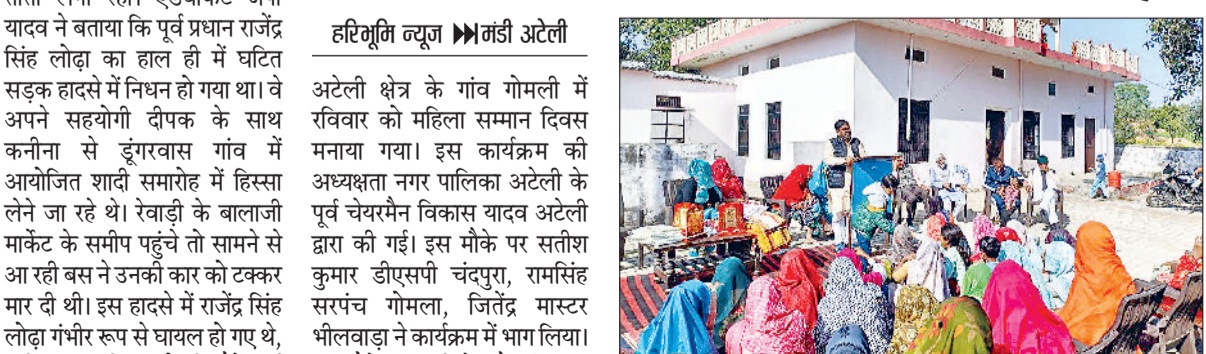 यादव ने बताया कि पूर्व प्रधान राजेंद्र
सिंह लोढ़ा का हाल ही में घटित
सड़क हादसे में निधन हो गया था। वे
अपने सहयोगी दीपक के साथ
कनीना से डूंगरवास गांव में
आयोजित शादी समारोह में हिस्सा
लेने जा रहे थे। रेवाड़ी के बालाजी
मार्केट के समीप पहुंचे तो सामने से
आ रही बस ने उनकी कार को टक्कर
मार दी थी। इस हादसे में राजेंद्र सिंह
लोढ़ा गंभीर रूप से घायल हो गए थे,
हरिभूमि न्यूज मंडी अटेली
अटेली क्षेत्र के गांव गोमली में
रविवार को महिला सम्मान दिवस
मनाया गया। इस कार्यक्रम की
अध्यक्षता नगर पालिका अटेली के
पूर्व चेयरमैन विकास यादव अटेली
द्वारा की गई। इस मौके पर सतीश
कुमार डीएसपी चंदपुरा, रामसिंह
सरपंच गोमला, जितेंद्र मास्टर
भीलवाड़ा ने कार्यक्रम में भाग लिया।